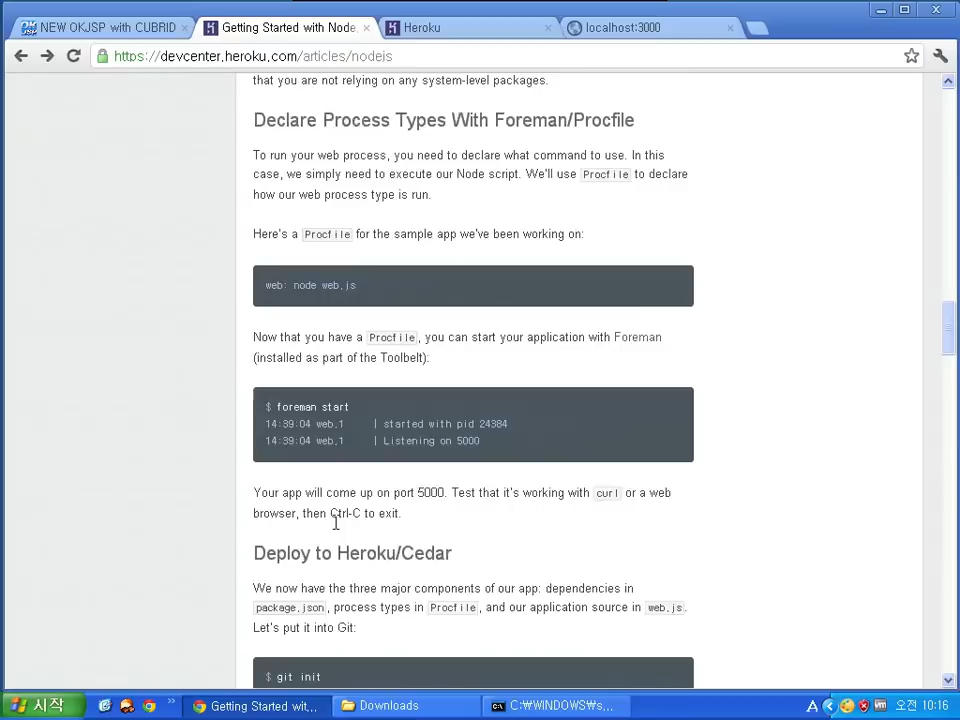 NEW OKJSP with CUBRID
Getting Started with Node.
Heroku
localhost:3000
https://devcenter.heroku.com/articles/nodejs
that you are not relying on any system-level packages.
Declare Process Types With Foreman/Procfile
To run your web process, you need to declare what command to use. In this
case, we simply need to execute our Node script. We'll use Procfile to declare
how our web process type is run.
Here's a Procfile for the sample app we've been working on:
web: node web.js
Now that you have a Procfile, you can start your application with Foreman
(installed as part of the Toolbelt):
$ foreman start
14:39:04 web.1 | started with pid 24384
14:39:04 web.1 | Listening on 5000
Your app will come up on port 5000. Test that it's working with curl or a web
browser, then Ctrl-C to exit.
Deploy to Heroku/Cedar
We now have the three major components of our app: dependencies in
package.json, process types in Procfile, and our application source in web.js.
Let's put it into Git:
$ git init
시작
Getting Started wit...
Downloads
C:\WINDOWS\s...
A
오전 10:16